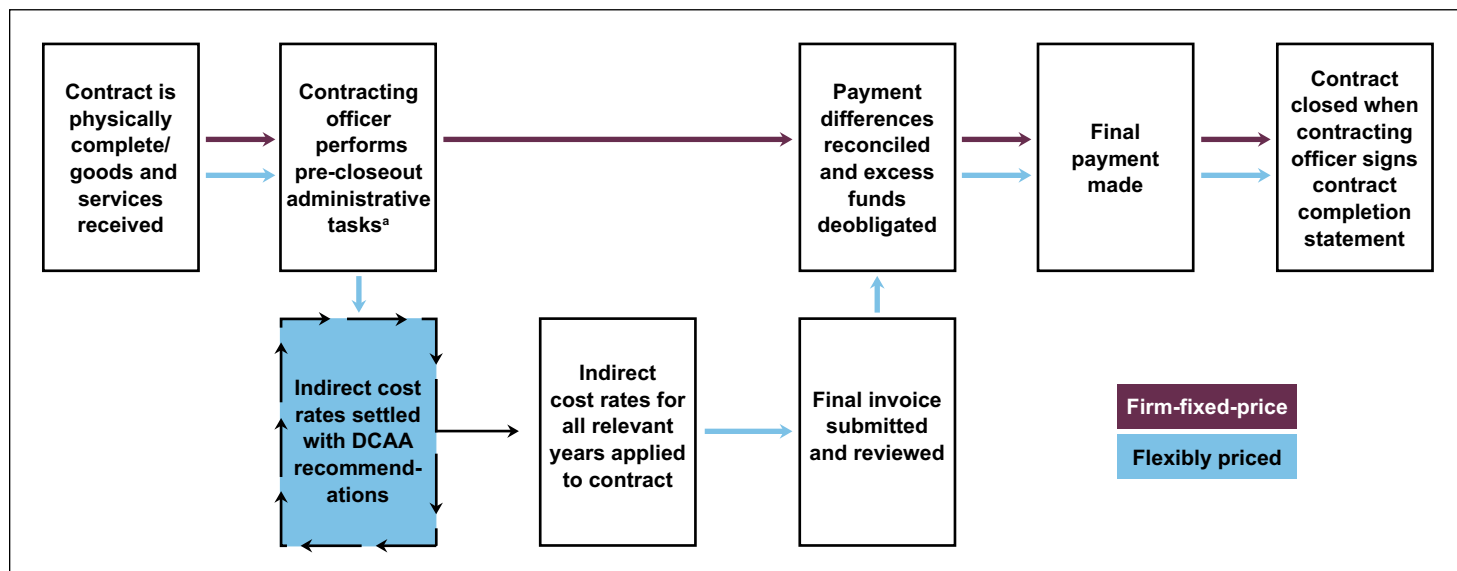 Contract is
physically
complete/
goods and
services
received
Contracting
officer
performs
pre-closeout
administrative
tasksᵃ
Payment
differences
reconciled
and excess
funds
deobligated
Final
payment
made
Contract
closed when
contracting
officer signs
contract
completion
statement
Indirect cost
rates settled
with DCAA
recommend-
ations
Indirect
cost rates for
all relevant
years applied
to contract
Final invoice
submitted
and reviewed
Firm-fixed-price
Flexibly priced